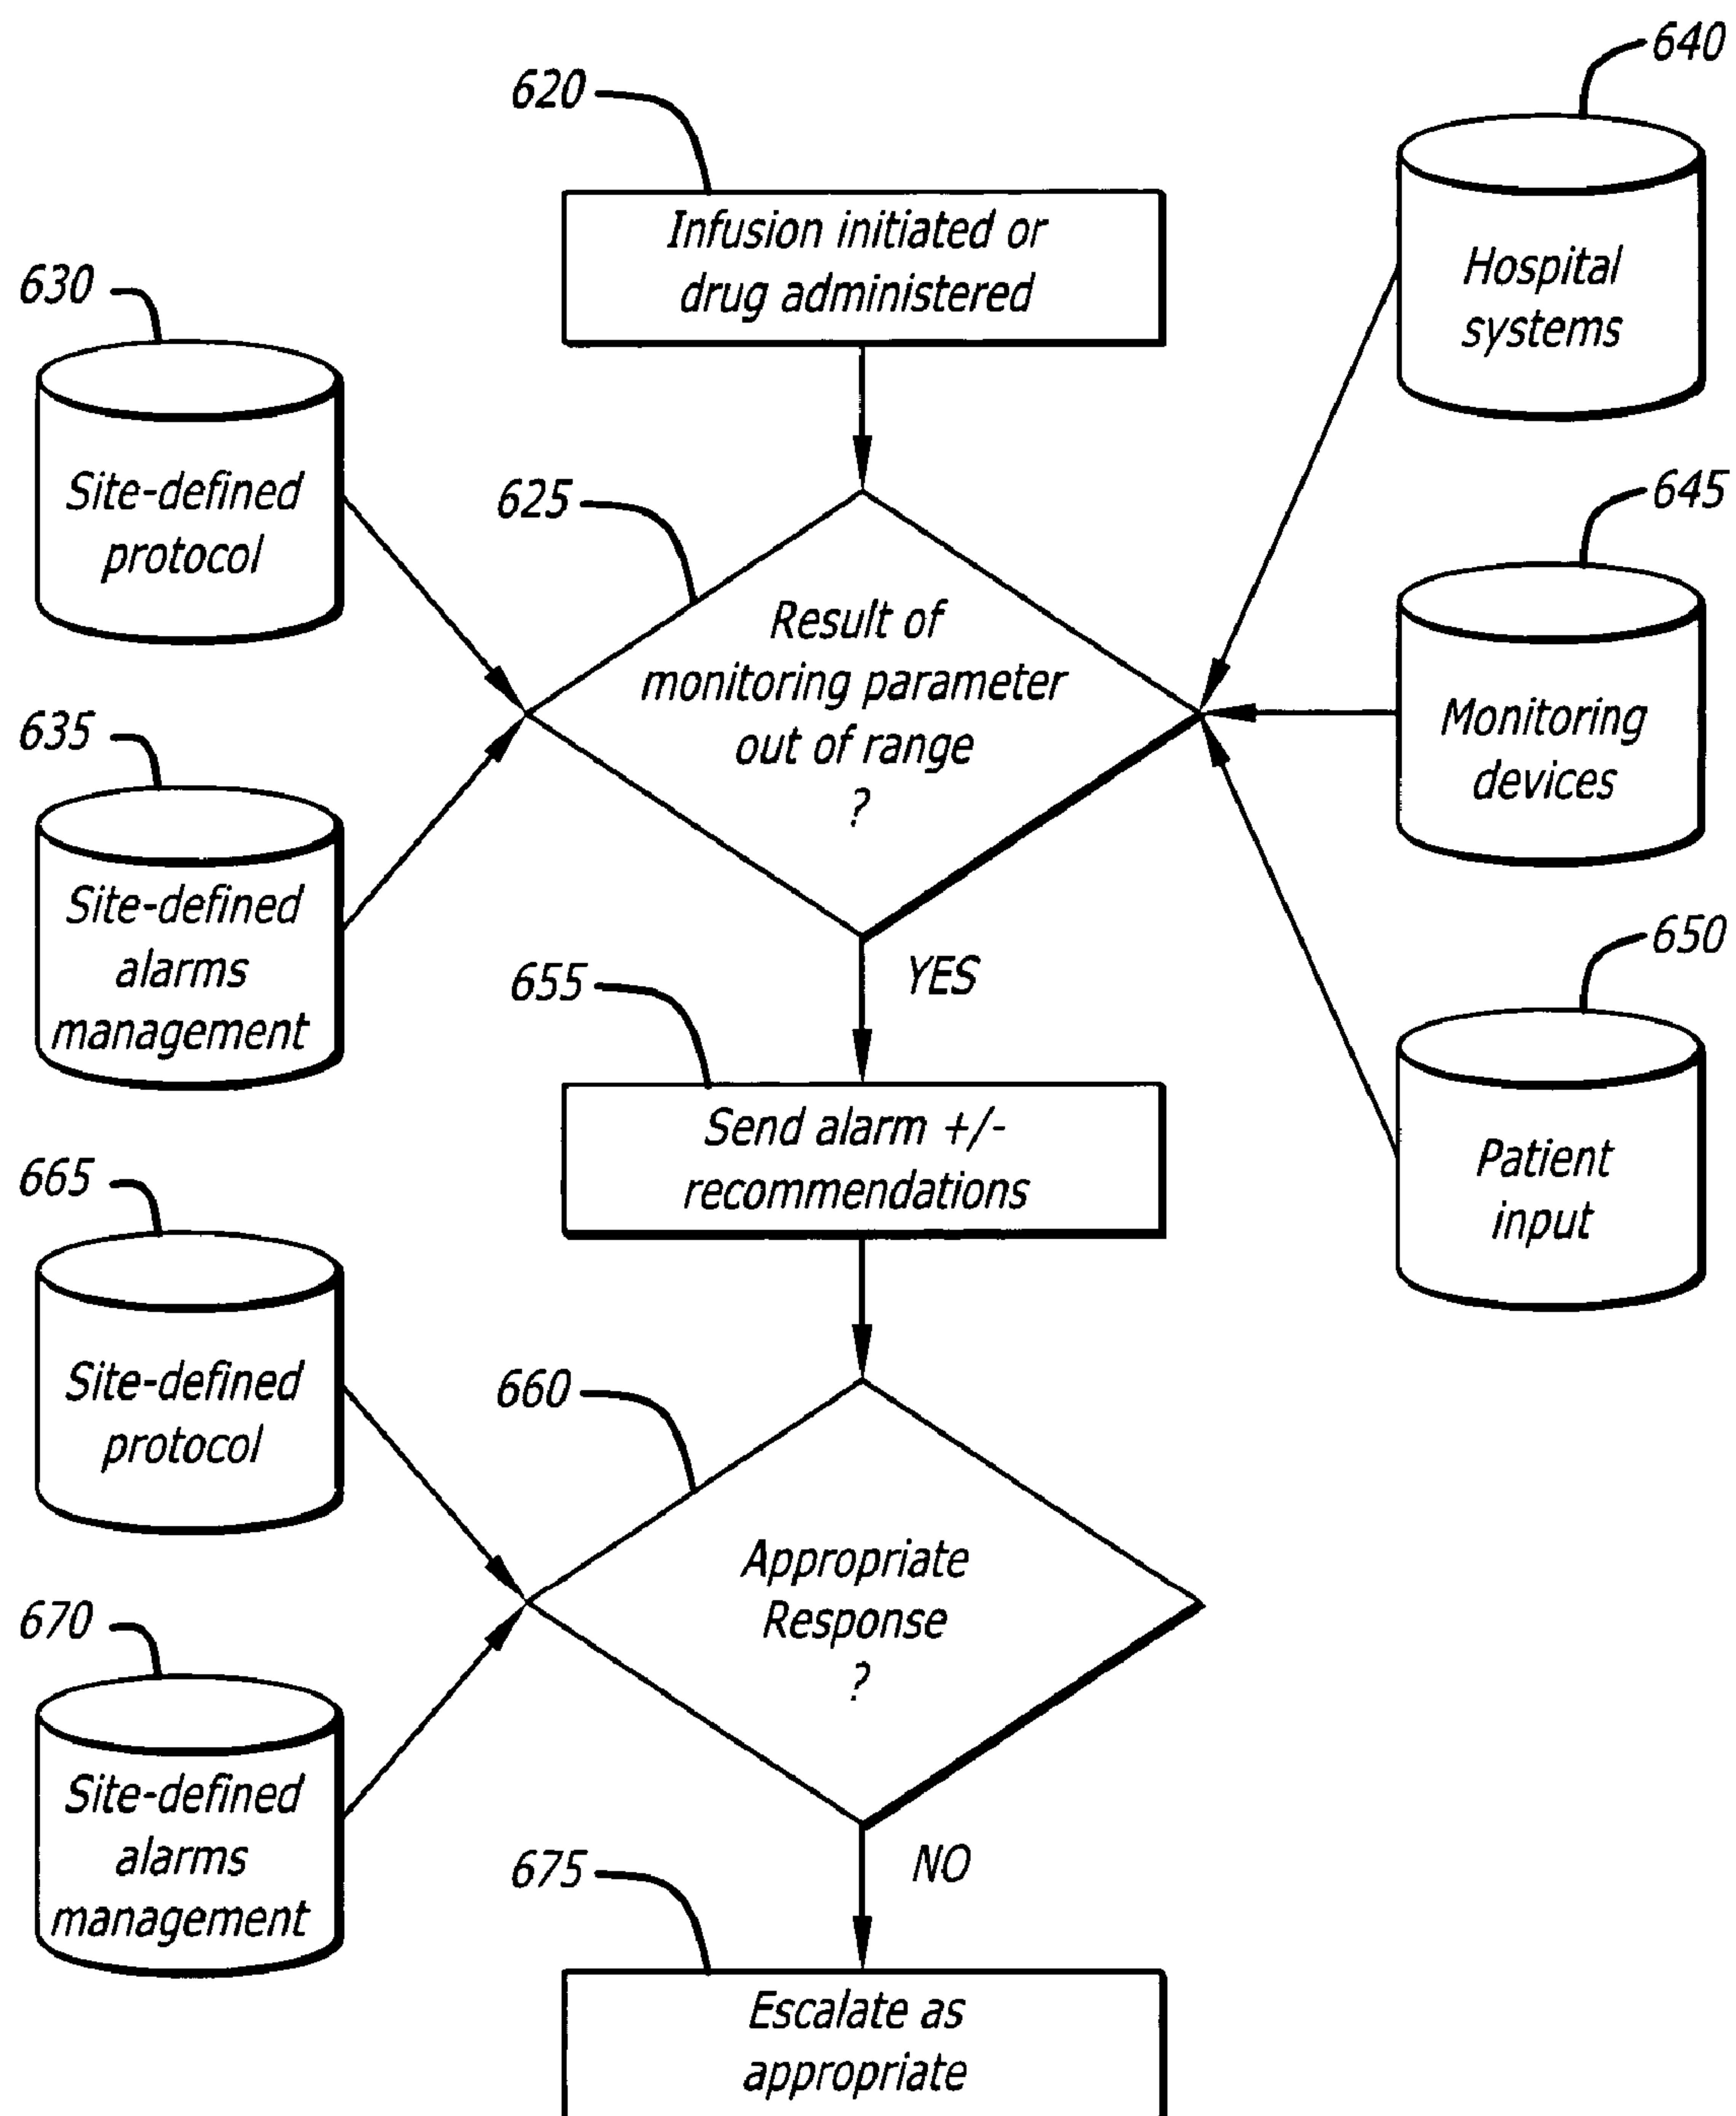 640
620
Infusion initiated or
drug administered
Hospital
systems
630
Site-defined
protocol
625
645
Result of
monitoring parameter
out of range
?
Monitoring
devices
635
Site-defined
alarms
management
650
YES
655
Send alarm +/-
recommendations
Patient
input
665
Site-defined
protocol
660
Appropriate
Response
?
670
Site-defined
alarms
management
NO
675
Escalate as
appropriate